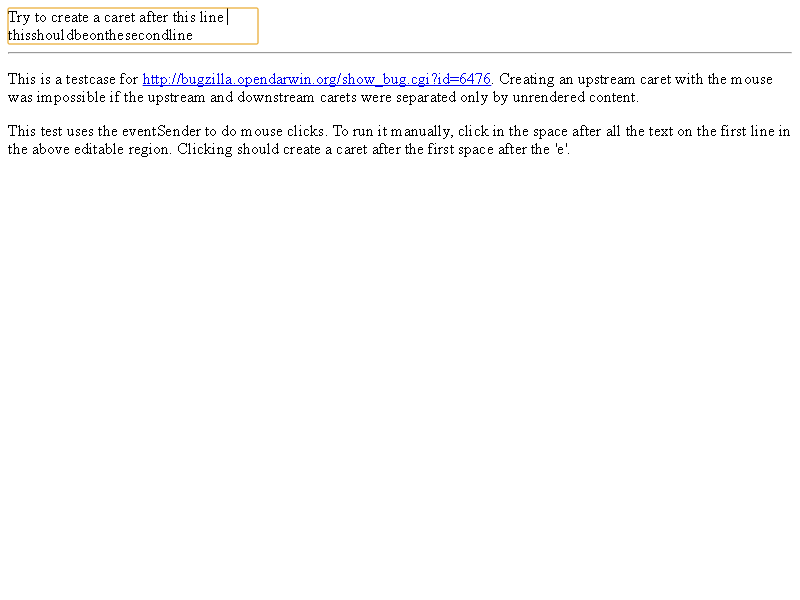 Try to create a caret after this line
thisshouldbeonthesecondline
This is a testcase for http://bugzilla.opendarwin.org/show_bug.cgi?id=6476. Creating an upstream caret with the mouse
was impossible if the upstream and downstream carets were separated only by unrendered content.
This test uses the eventSender to do mouse clicks. To run it manually, click in the space after all the text on the first line in
the above editable region. Clicking should create a caret after the first space after the 'e'.